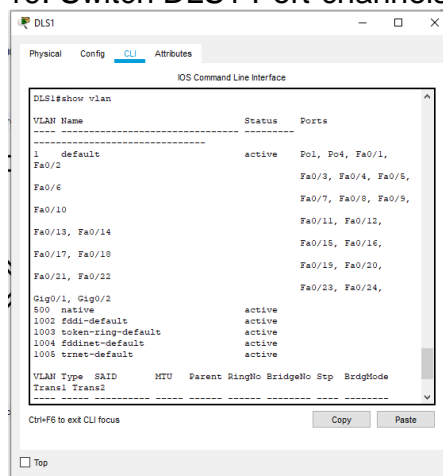 DLS1
Physical Config CLI Attributes
IOS Command Line Interface
DLS1#show vlan
VLAN Name Status Ports
---- -------------------------------- --------- -------------------------------
1 default active Po1, Po4, Fa0/1,
Fa0/2
Fa0/3, Fa0/4, Fa0/5,
Fa0/6
Fa0/7, Fa0/8, Fa0/9,
Fa0/10
Fa0/11, Fa0/12,
Fa0/13, Fa0/14
Fa0/15, Fa0/16,
Fa0/17, Fa0/18
Fa0/19, Fa0/20,
Fa0/21, Fa0/22
Fa0/23, Fa0/24,
Gig0/1, Gig0/2
500 native active
1002 fddi-default active
1003 token-ring-default active
1004 fddinet-default active
1005 trnet-default active
VLAN Type SAID MTU Parent RingNo BridgeNo Stp BrdgMode
Trans1 Trans2
---- ----- ---------- ----- ------ ------ -------- ---- --------
Ctrl+F6 to exit CLI focus
Copy Paste
Top